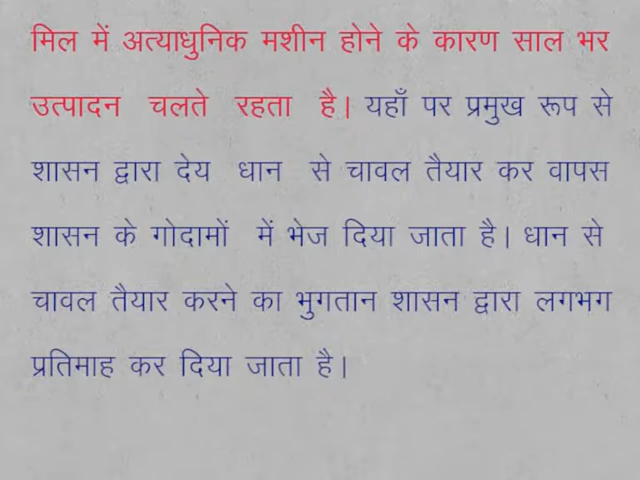 मिल में अत्याधुनिक मशीन होने के कारण साल भर
उत्पादन चलते रहता है। यहाँ पर प्रमुख रूप से
शासन द्वारा देय धान से चावल तैयार कर वापस
शासन के गोदामों में भेज दिया जाता है। धान से
चावल तैयार करने का भुगतान शासन द्वारा लगभग
प्रतिमाह कर दिया जाता है।